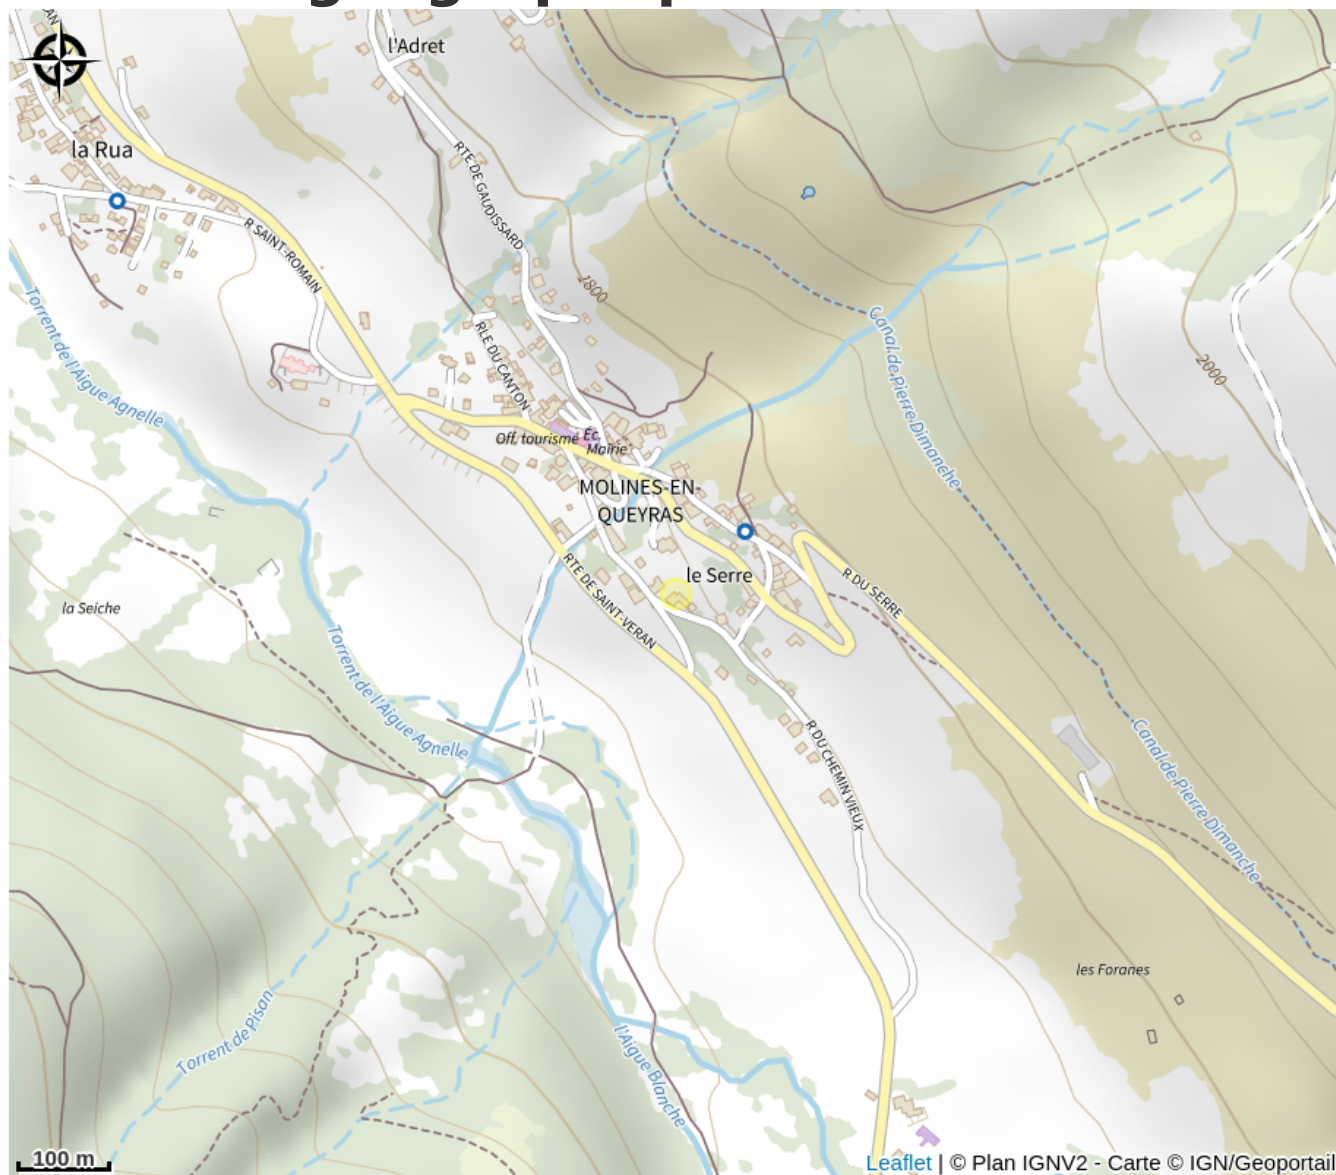 l'Adret
la Rua
RTE DE GAUDISSARD
R SAINT-ROMAIN
1800
Torrent de l'Aigue Agnelle
RLE DU CANTON
Canal de Pierre Dimanche
2000
Off. tourisme
Éc.
Mairie
MOLINES-EN-
QUEYRAS
le Serre
R DU SERRE
RTE DE SAINT-VERAN
la Seiche
Torrent de l'Aigue Agnelle
R DU CHEMIN VIEUX
Canal de Pierre Dimanche
les Foranes
Torrent de Pisan
l'Aigue Blanche
100 m
Leaflet | © Plan IGNV2 - Carte © IGN/Geoportail